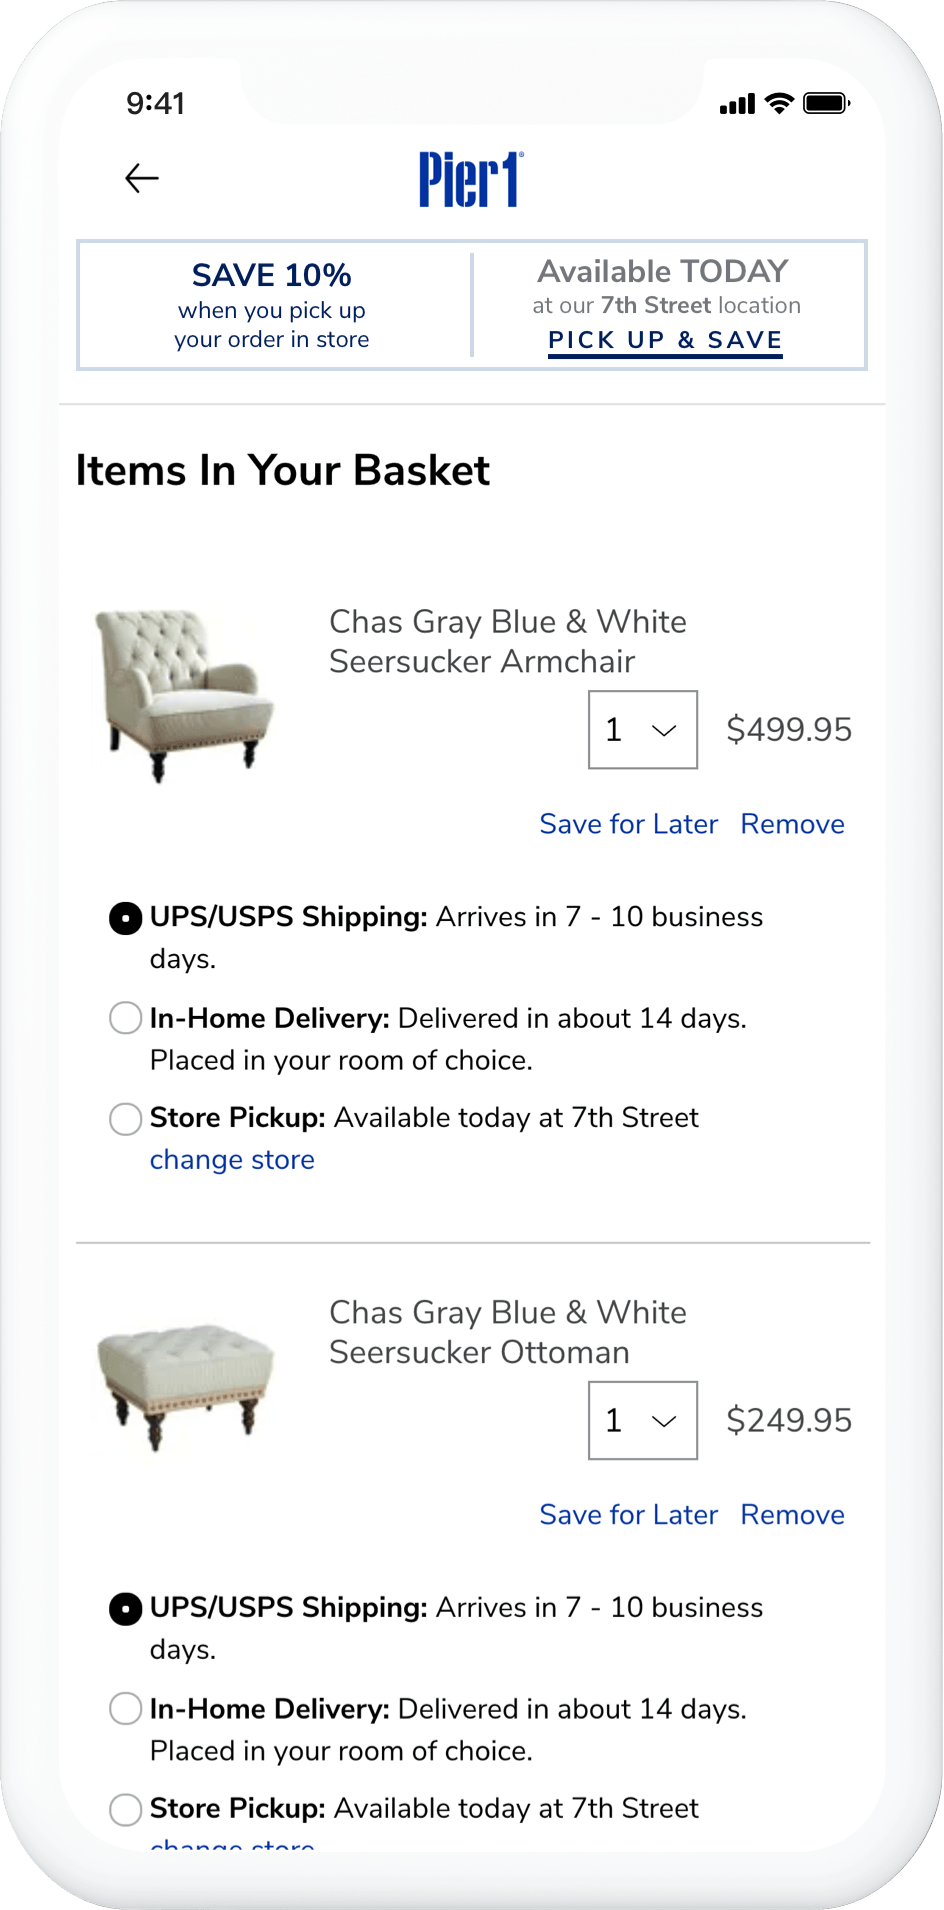 9:41
Pier1®
SAVE 10%
when you pick up
your order in store
Available TODAY
at our 7th Street location
PICK UP & SAVE
Items In Your Basket
Chas Gray Blue & White
Seersucker Armchair
1
$499.95
Save for Later Remove
UPS/USPS Shipping: Arrives in 7 - 10 business
days.
In-Home Delivery: Delivered in about 14 days.
Placed in your room of choice.
Store Pickup: Available today at 7th Street
change store
Chas Gray Blue & White
Seersucker Ottoman
1
$249.95
Save for Later Remove
UPS/USPS Shipping: Arrives in 7 - 10 business
days.
In-Home Delivery: Delivered in about 14 days.
Placed in your room of choice.
Store Pickup: Available today at 7th Street
change store